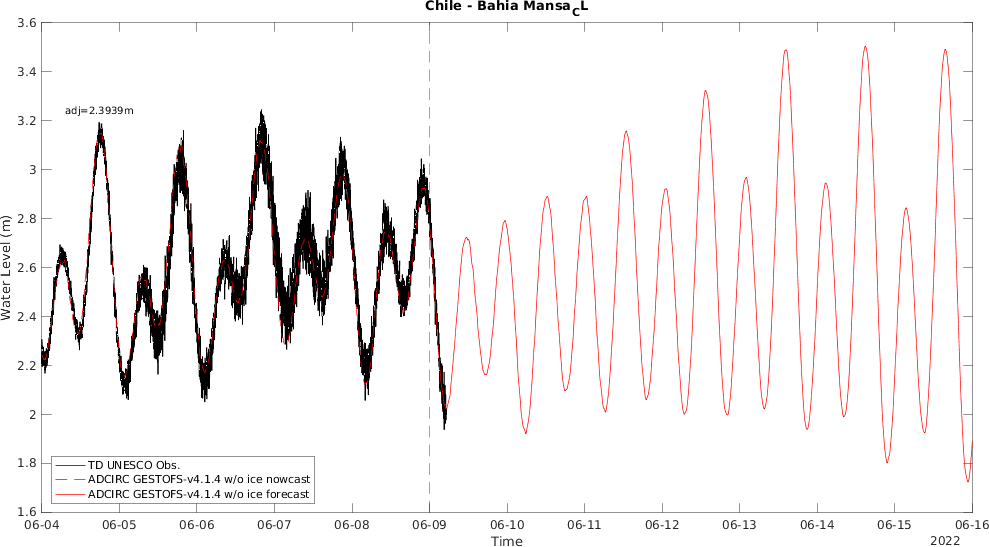 Chile - Bahia Mansa_CL
3.6
3.4
3.2
3
2.8
2.6
2.4
2.2
2
1.8
1.6
Water Level (m)
adj=2.3939m
TD UNESCO Obs.
ADCIRC GESTOFS-v4.1.4 w/o ice nowcast
ADCIRC GESTOFS-v4.1.4 w/o ice forecast
06-04 06-05 06-06 06-07 06-08 06-09 06-10 06-11 06-12 06-13 06-14 06-15 06-16
Time
2022